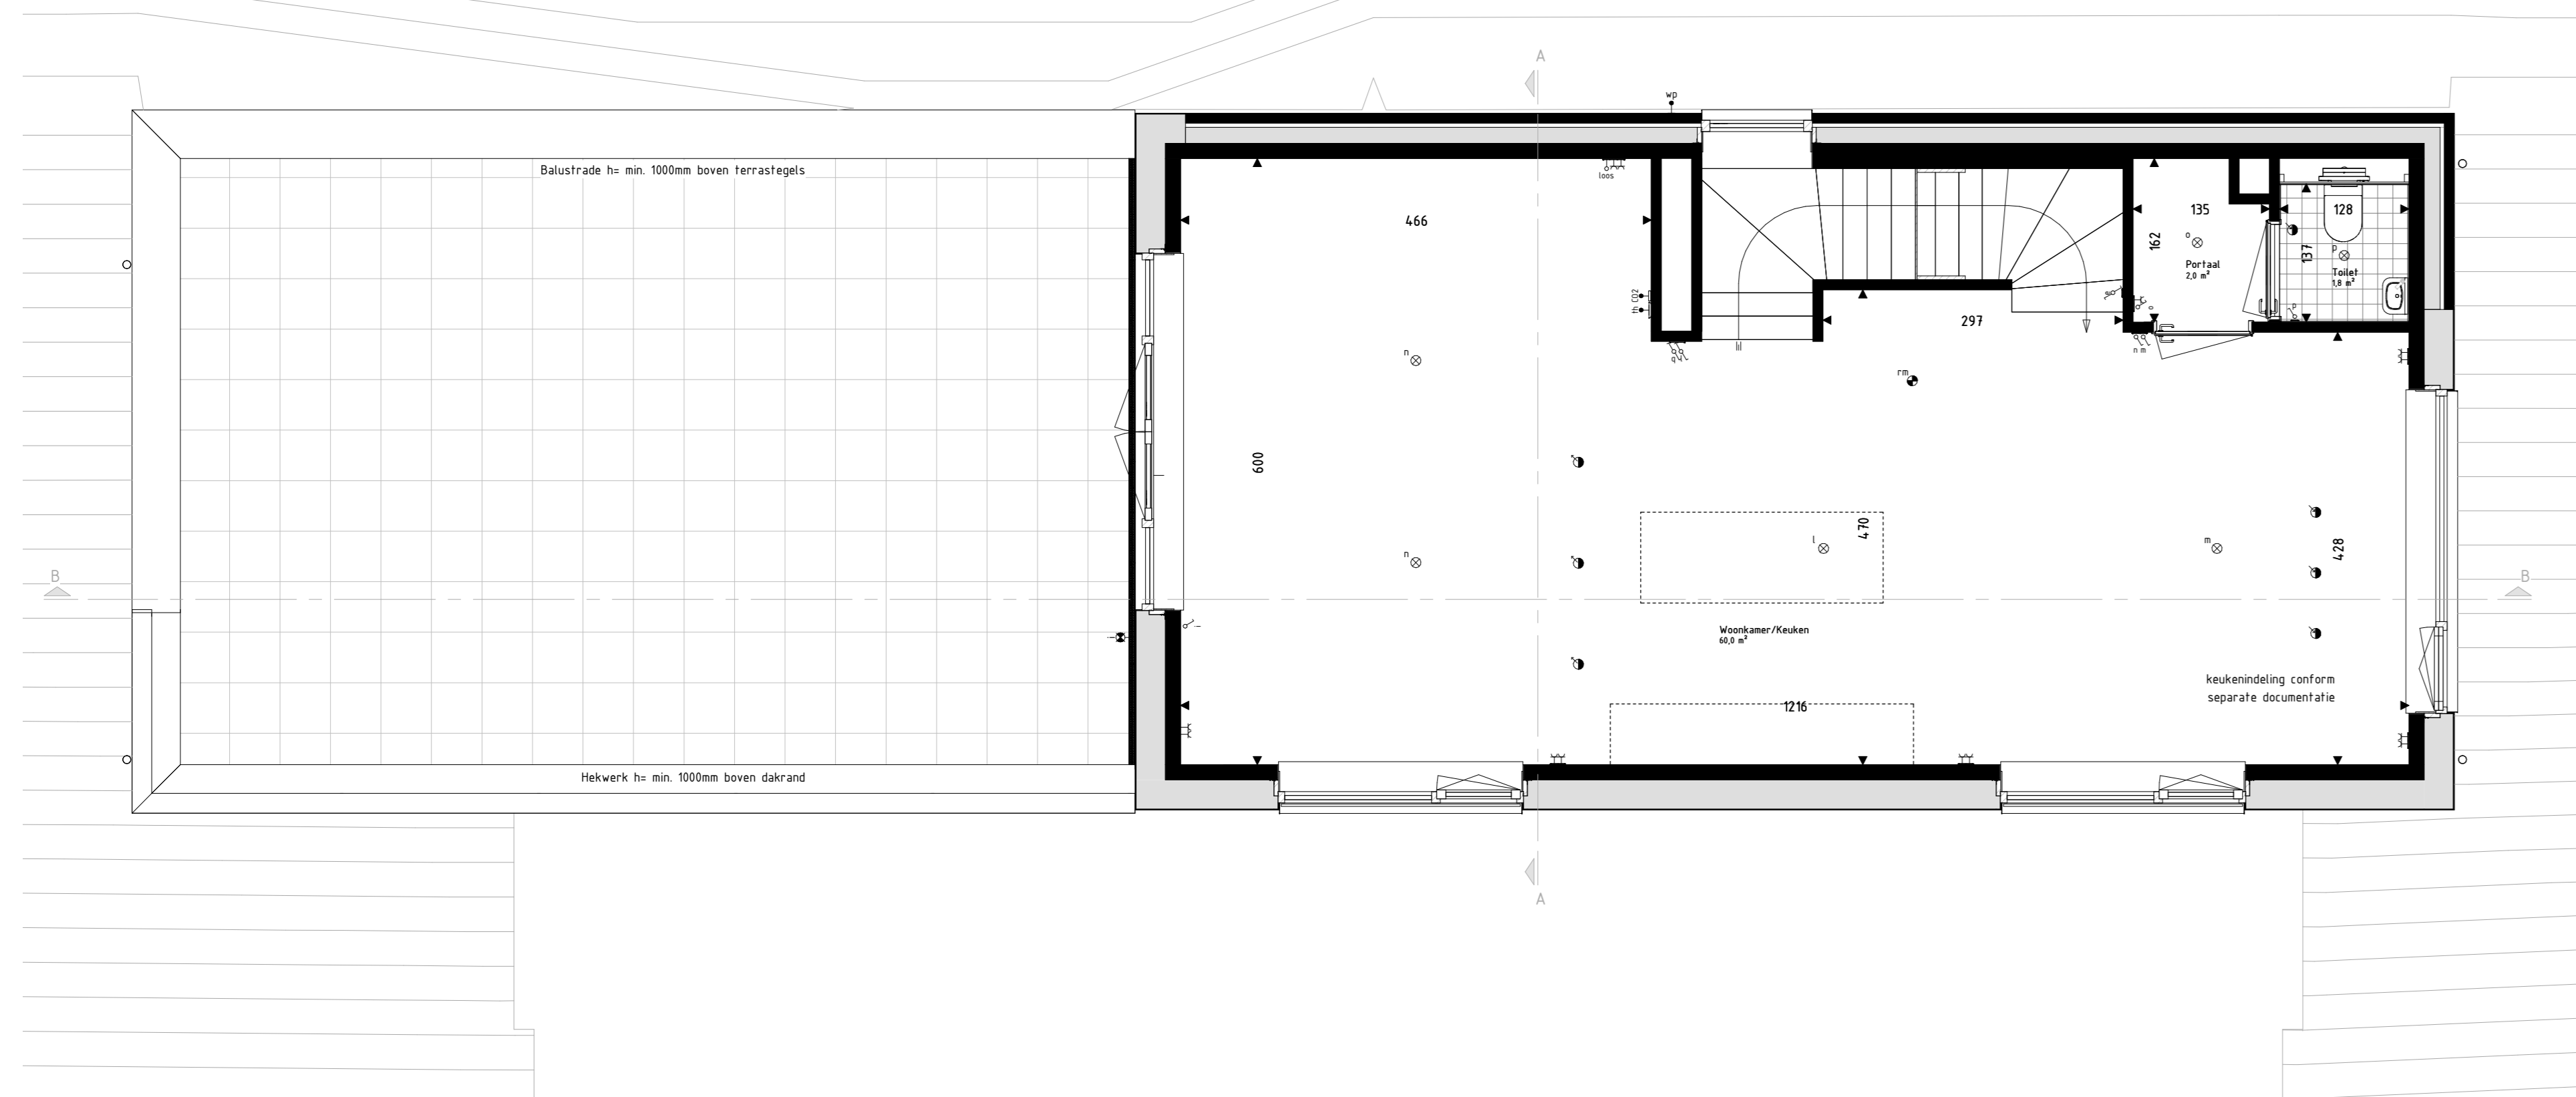 A
wp
Balustrade h= min. 1000mm boven terrastegels
loos
466
135
128
162
137
o
p
Portaal
2,0 m²
Toilet
1,8 m²
th CO2
297
o
p
q l
n m
n
rm
600
470
l
m
428
n
B
B
Woonkamer/Keuken
60,0 m²
keukenindeling conform
separate documentatie
1216
Hekwerk h= min. 1000mm boven dakrand
A